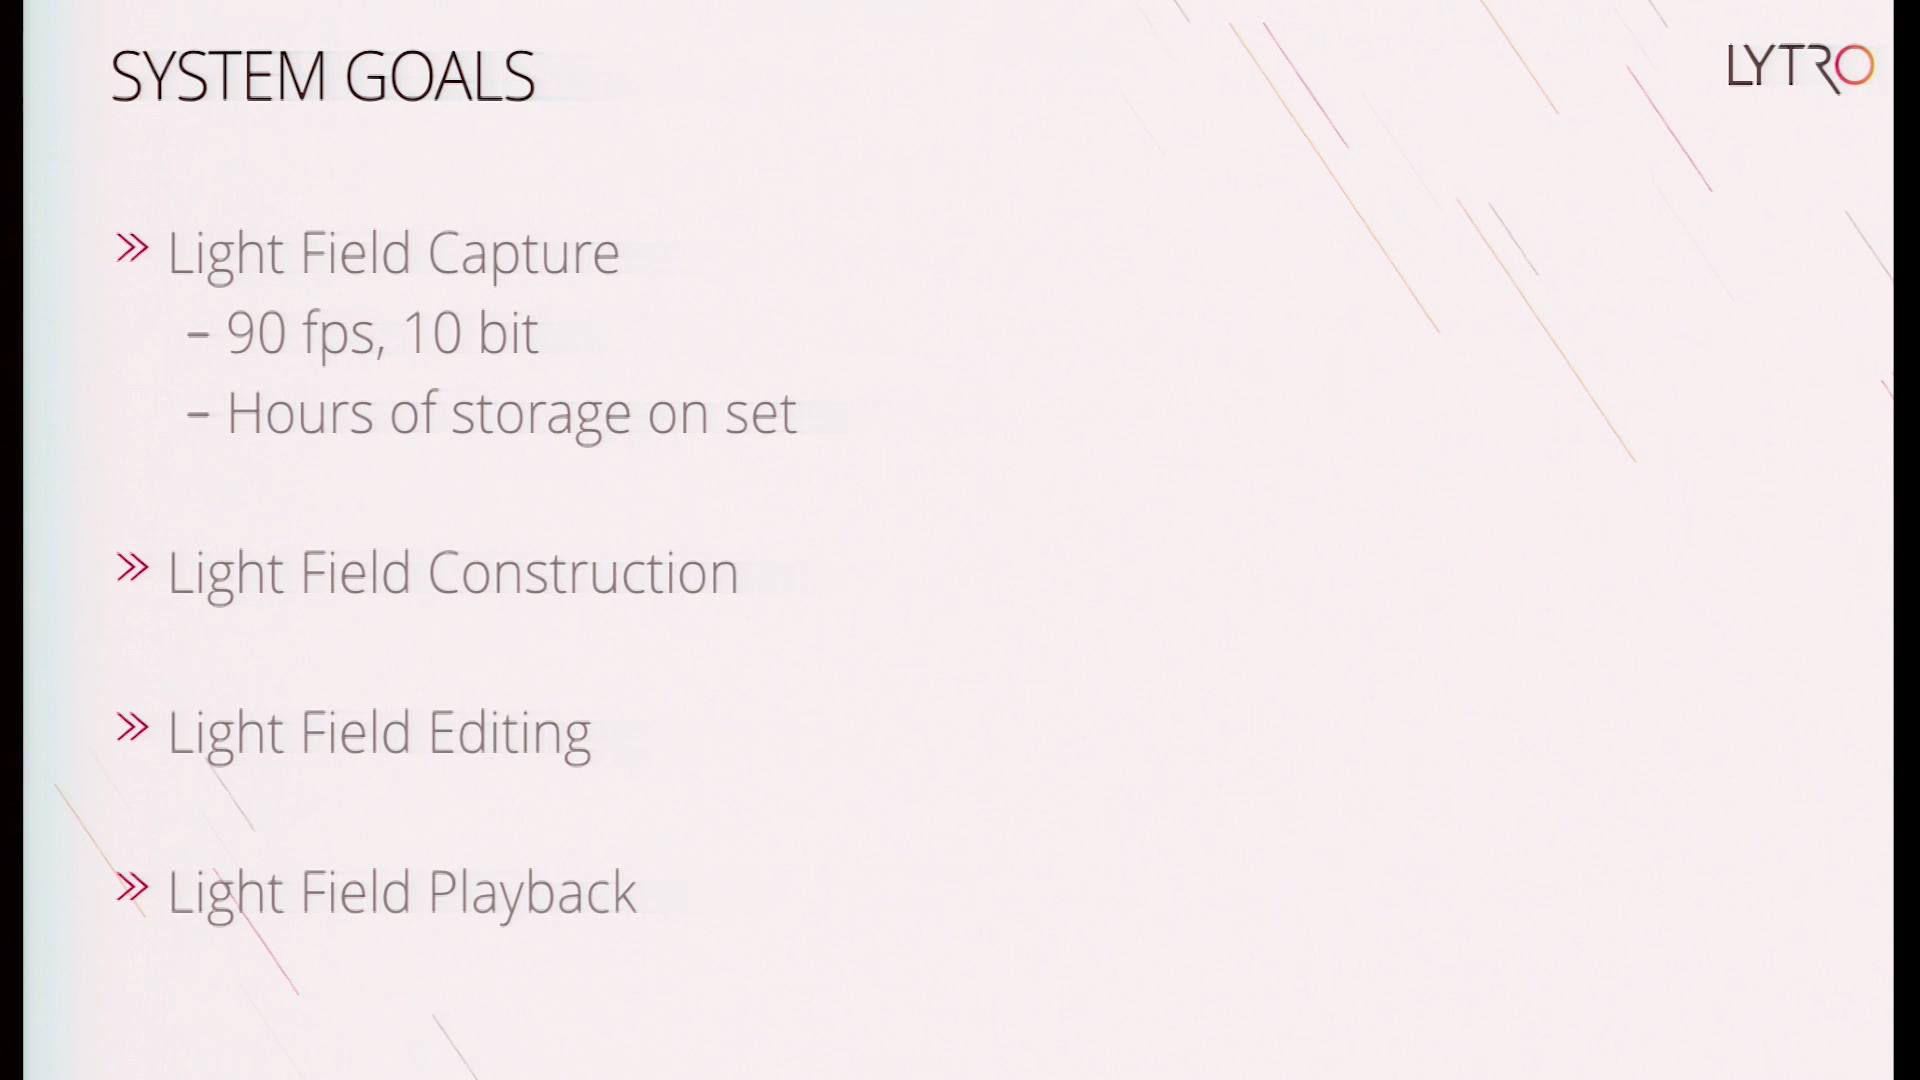 SYSTEM GOALS
LYTRO
» Light Field Capture
– 90 fps, 10 bit
– Hours of storage on set
» Light Field Construction
» Light Field Editing
» Light Field Playback